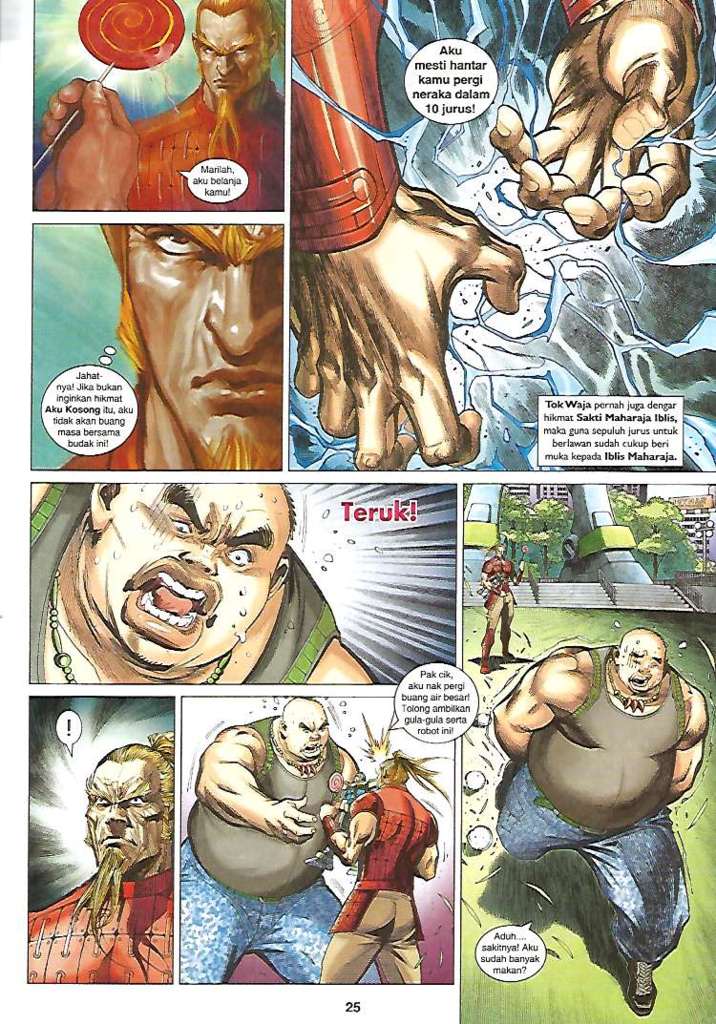 Marilah,
aku belanja
kamu!
Aku
mesti hantar
kamu pergi
neraka dalam
10 jurus!
Jahat-
nya! Jika bukan
inginkan hikmat
Aku Kosong itu, aku
tidak akan buang
masa bersama
budak ini!
Tok Waja pernah juga dengar
hikmat Sakti Maharaja Iblis,
maka guna sepuluh jurus untuk
berlawan sudah cukup beri
muka kepada Iblis Maharaja.
Teruk!
!
Pak cik,
aku nak pergi
buang air besar!
Tolong ambilkan
gula-gula serta
robot ini!
Aduh....
sakitnya! Aku
sudah banyak
makan?
25